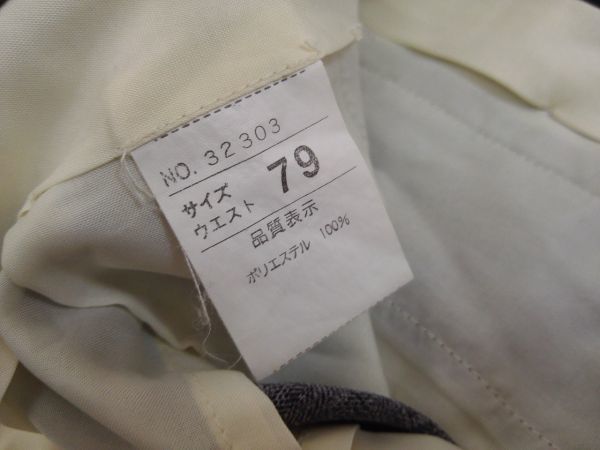 NO. 32303
サイズ
ウエスト 79
品質表示
ポリエステル 100%